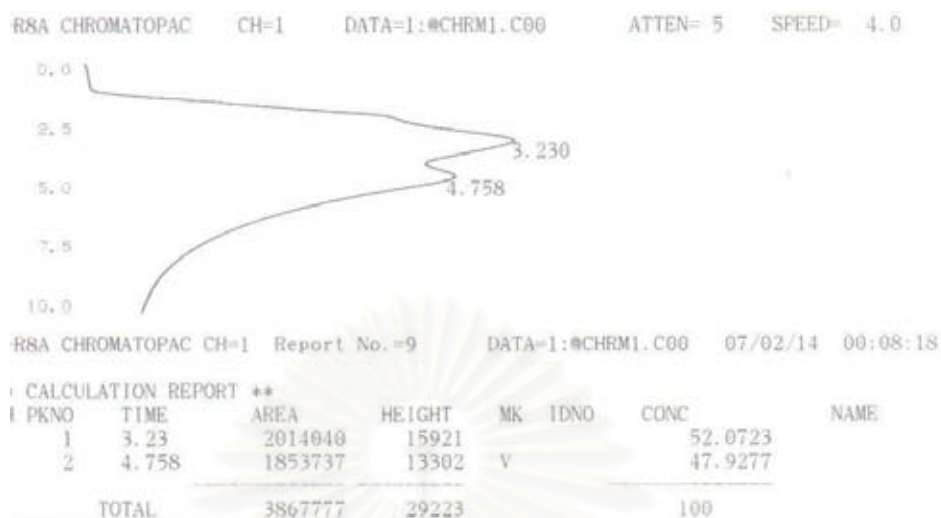 R8A CHROMATOPAC CH=1 DATA=1:@CHRM1.C00 ATTEN= 5 SPEED= 4.0
0.0
2.5
3.230
5.0
4.758
7.5
10.0
R8A CHROMATOPAC CH=1 Report No.=9 DATA=1:@CHRM1.C00 07/02/14 00:08:18
CALCULATION REPORT **
PKNO TIME AREA HEIGHT MK IDNO CONC NAME
1 3.23 2014040 15921 52.0723
2 4.758 1853737 13302 V 47.9277
TOTAL 3867777 29223 100